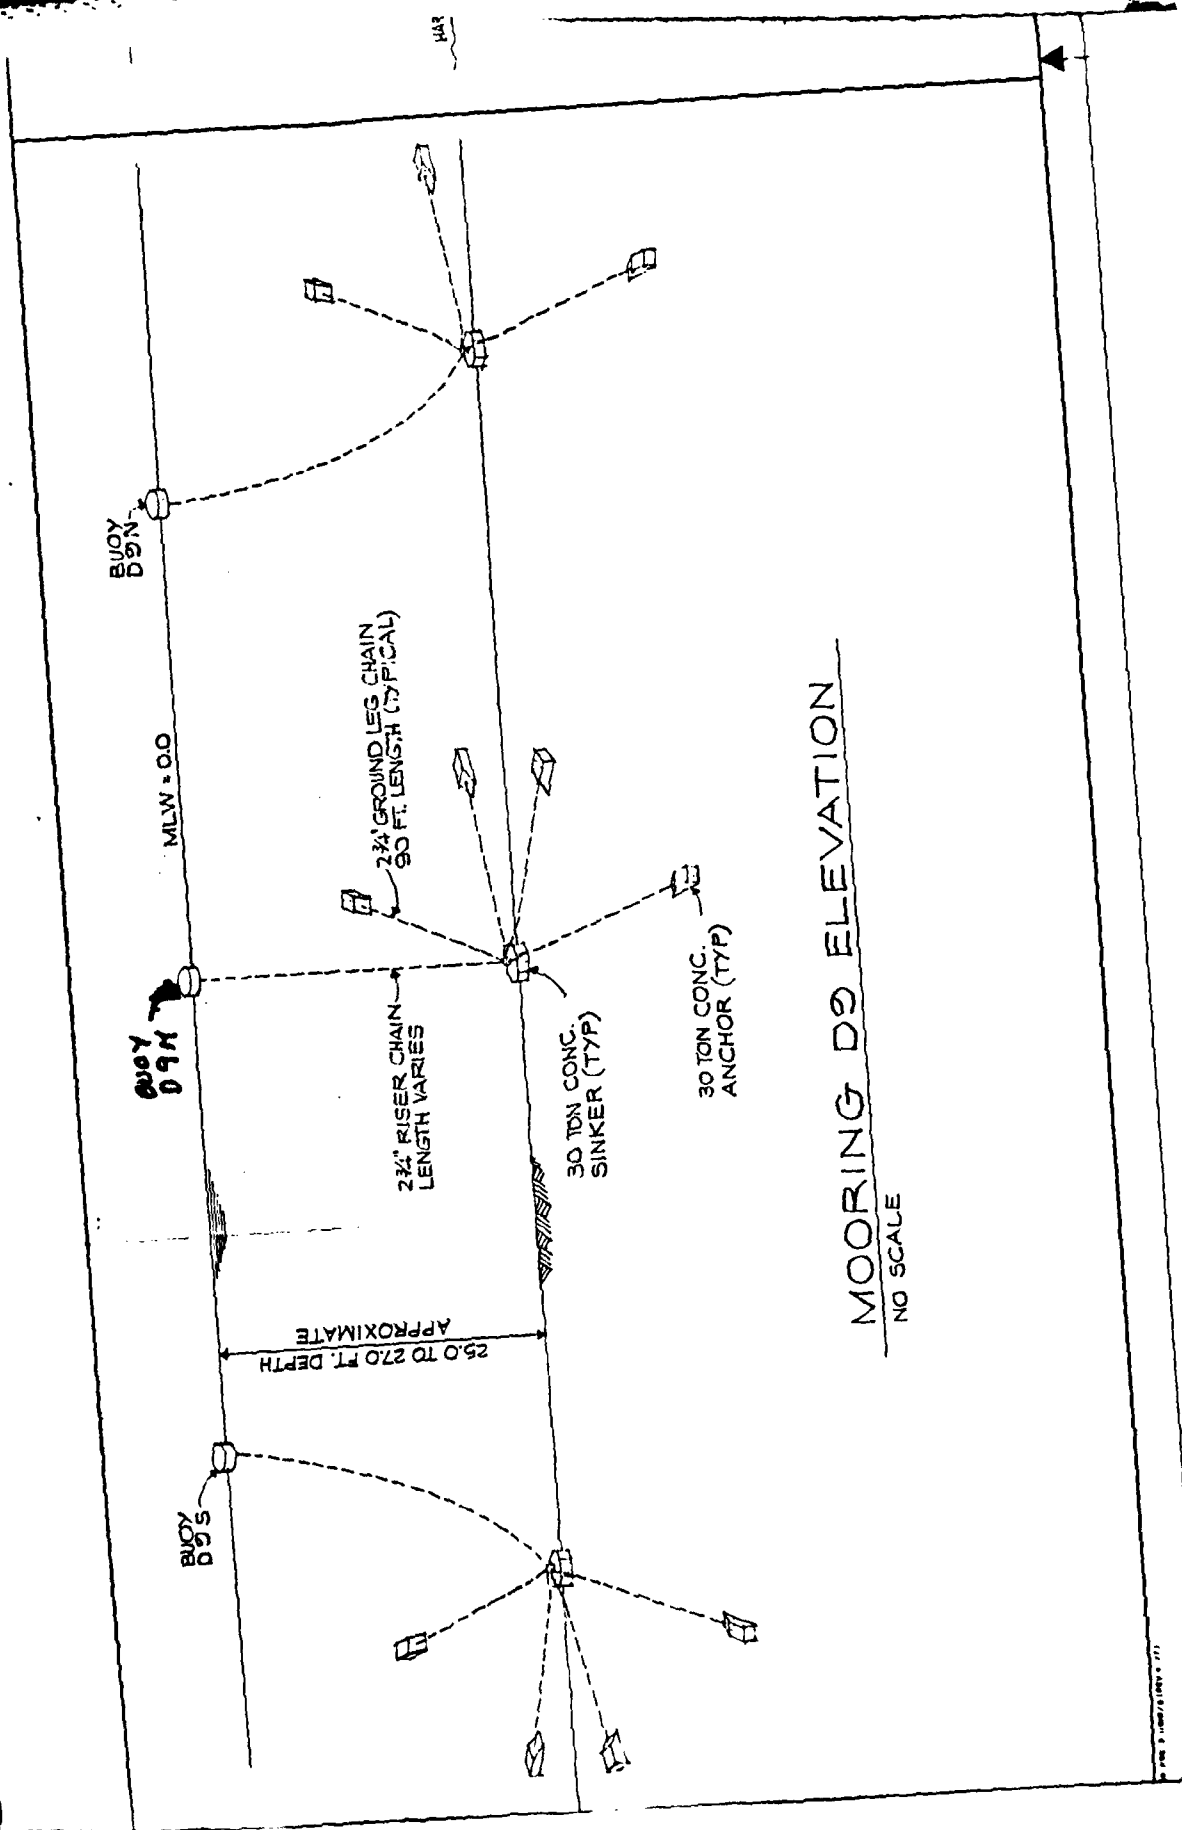 HAR
BUOY
D9N
MLW = 0.0
2¾" GROUND LEG CHAIN
90 FT. LENGTH (TYPICAL)
BUOY
D9M
2¾" RISER CHAIN
LENGTH VARIES
30 TON CONC.
SINKER (TYP)
30 TON CONC.
ANCHOR (TYP)
25.0 TO 27.0 FT. DEPTH
APPROXIMATE
BUOY
D9S
MOORING D9 ELEVATION
NO SCALE